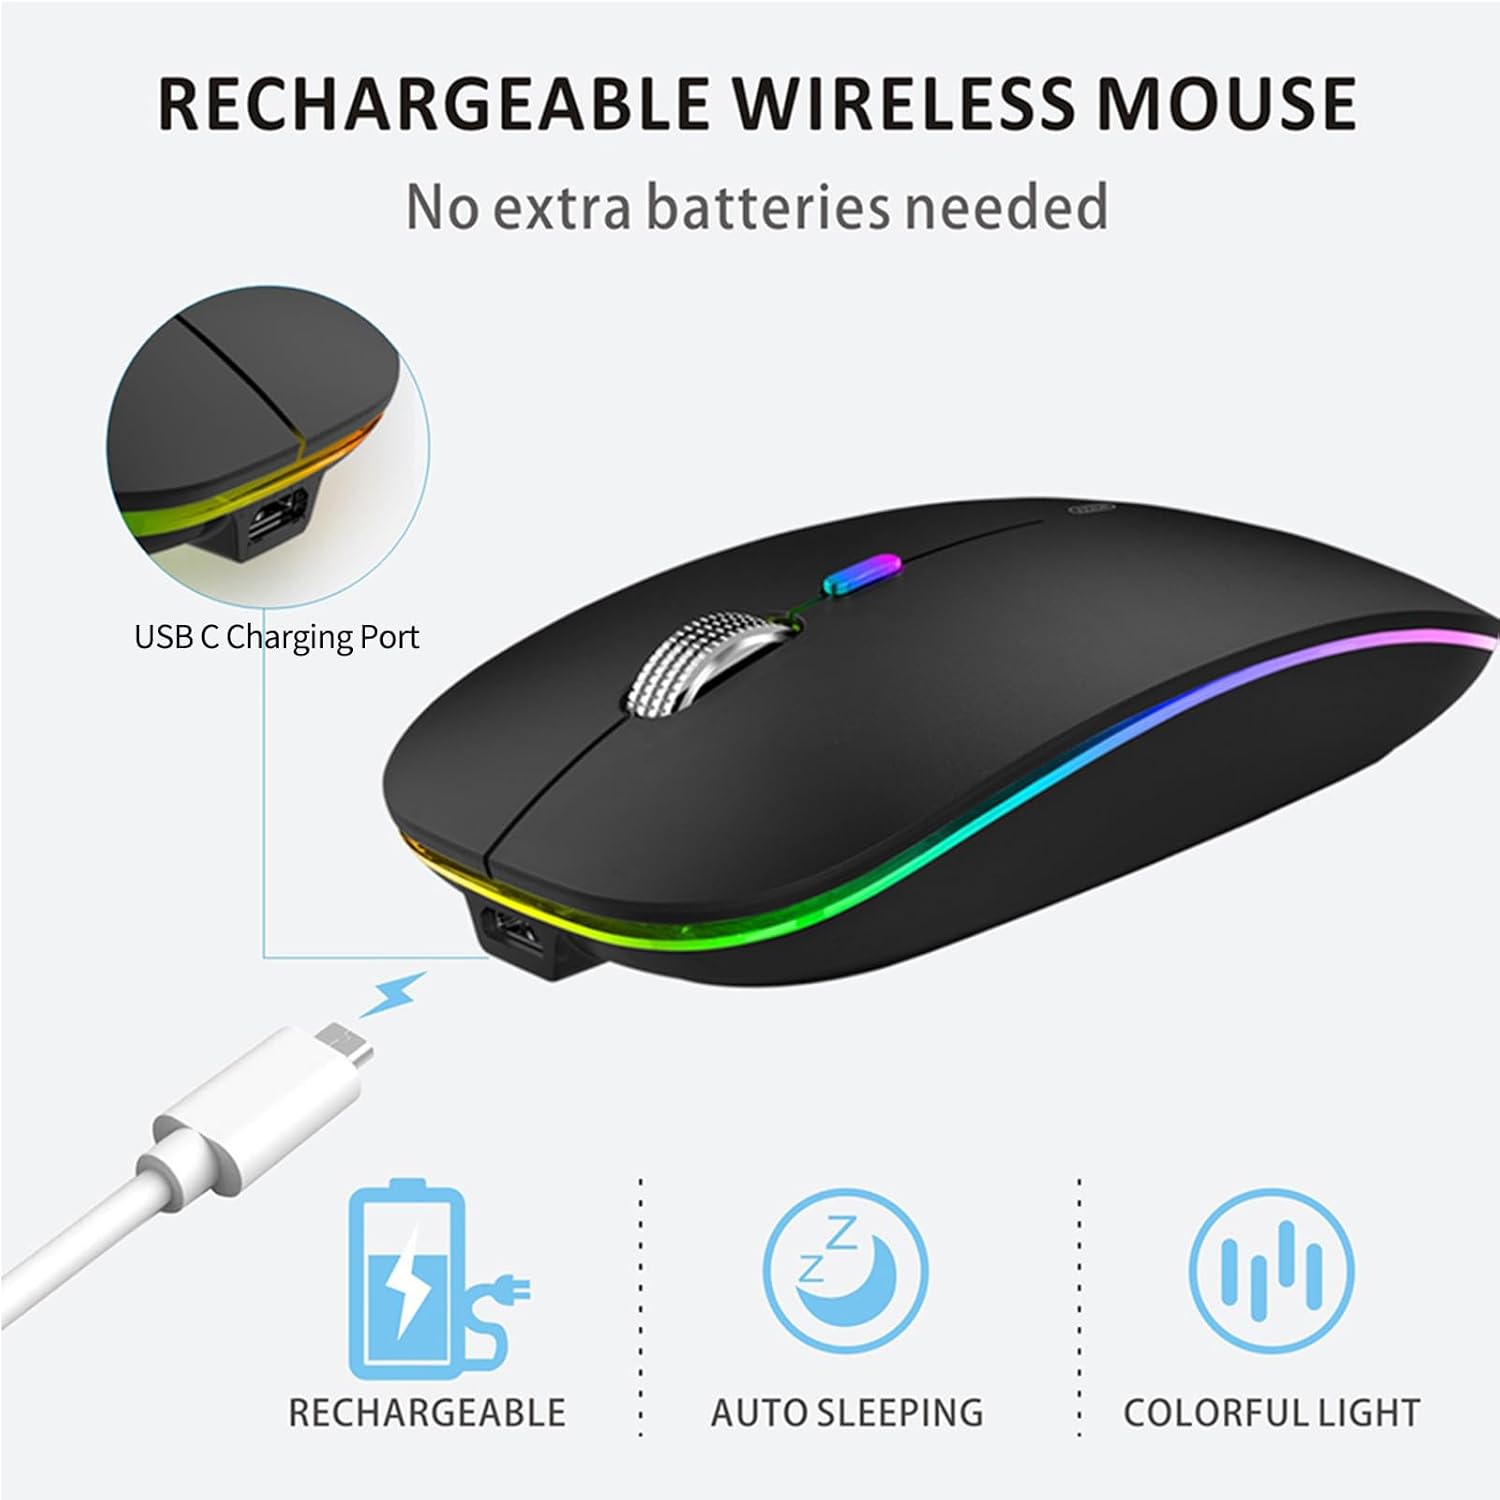 RECHARGEABLE WIRELESS MOUSE
No extra batteries needed
USB C Charging Port
Z
Z
RECHARGEABLE
AUTO SLEEPING
COLORFUL LIGHT